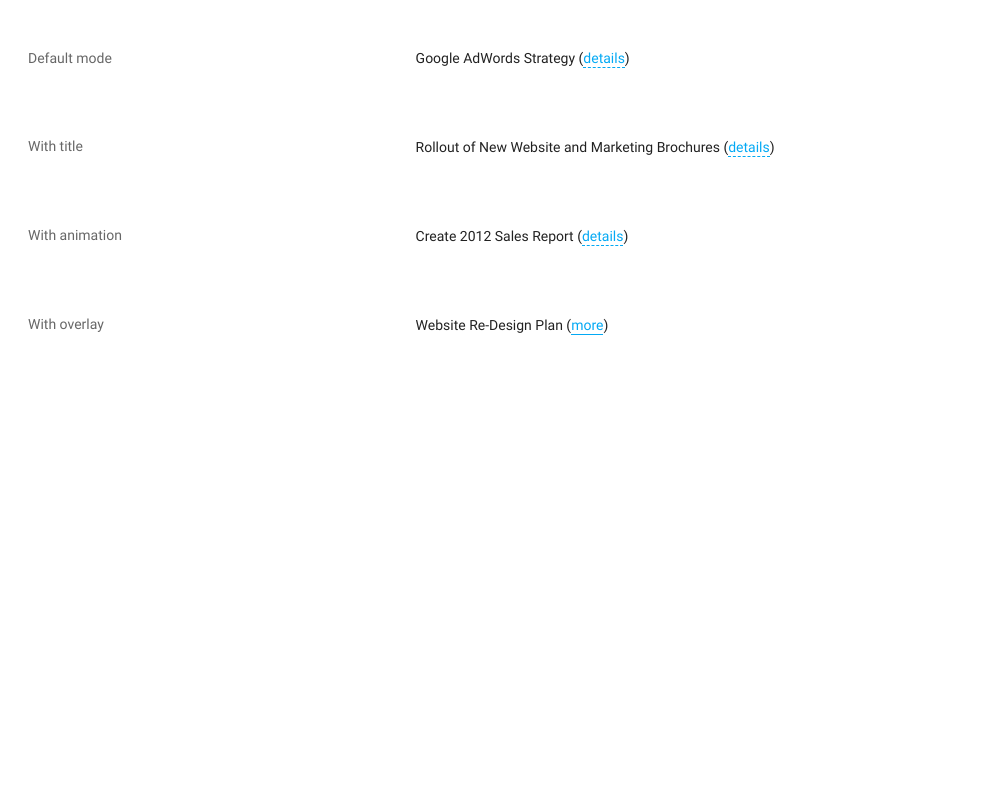 Default mode Google AdWords Strategy (details)
With title Rollout of New Website and Marketing Brochures (details)
With animation Create 2012 Sales Report (details)
With overlay Website Re-Design Plan (more)